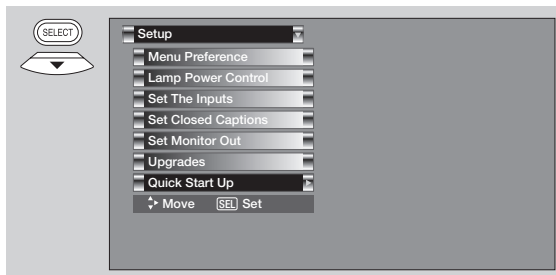 SELECT
Setup
Menu Preference
Lamp Power Control
Set The Inputs
Set Closed Captions
Set Monitor Out
Upgrades
Quick Start Up
Move SEL Set